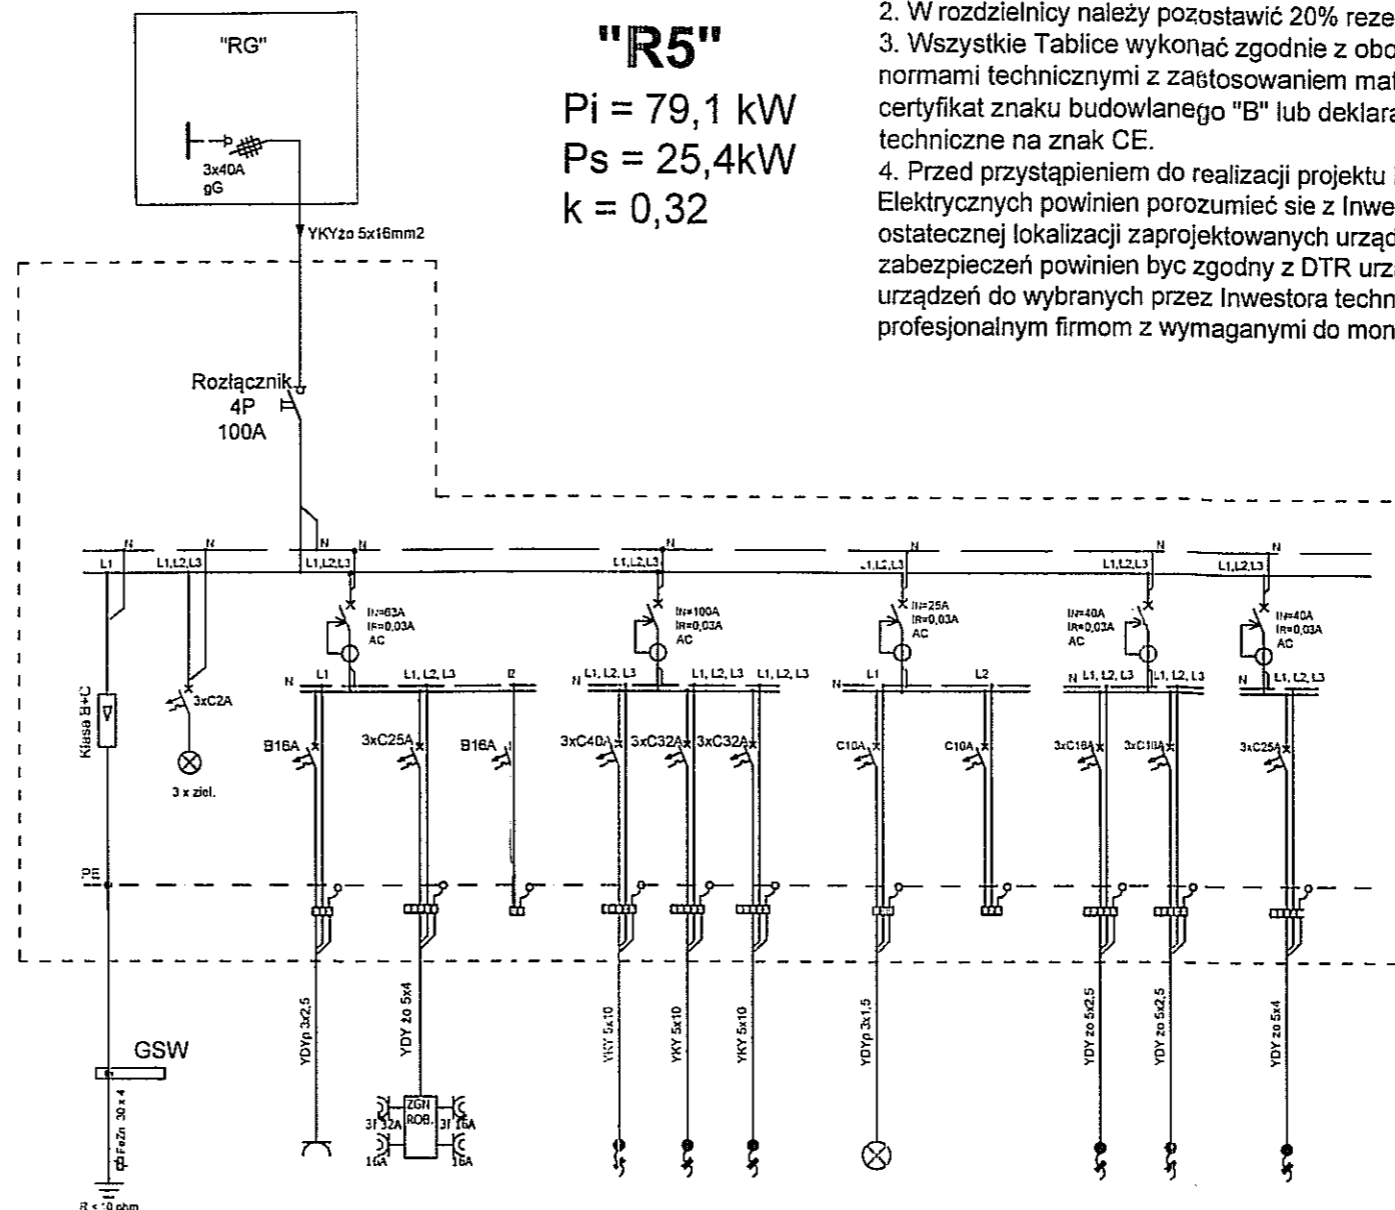 "RG"
3x40A
gG
YKYżo 5x16mm2
"R5"
Pi = 79,1 kW
Ps = 25,4kW
k = 0,32
2. W rozdzielnicy należy pozostawić 20% reze
3. Wszystkie Tablice wykonać zgodnie z obo
normami technicznymi z zastosowaniem mat
certyfikat znaku budowlanego "B" lub deklara
techniczne na znak CE.
4. Przed przystąpieniem do realizacji projektu
Elektrycznych powinien porozumieć sie z Inwe
ostatecznej lokalizacji zaprojektowanych urząd
zabezpieczeń powinien byc zgodny z DTR urzą
urządzeń do wybranych przez Inwestora techn
profesjonalnym firmom z wymaganymi do mon
Rozłącznik
4P
100A
N N N N N N N N
L1 L1,L2,L3 L1,L2,L3 L1,L2,L3 L1,L2,L3 L1,L2,L3 L1,L2,L3
IN=63A
IR=0,03A
AC
IN=100A
IR=0,03A
AC
IN=25A
IR=0,03A
AC
IN=40A
IR=0,03A
AC
IN=40A
IR=0,03A
AC
N L1 L1, L2, L3 N L1, L2, L3 L1, L2, L3 L1, L2, L3 N L1 L2 N L1, L2, L3 L1, L2, L3 N L1, L2, L3
Klasa B+C
3xC2A
3 x ziel.
B16A 3xC25A B16A 3xC40A 3xC32A 3xC32A C10A C10A 3xC16A 3xC16A 3xC25A
PE
YDYp 3x2,5
YDY żo 5x4
YKY 5x10
YKY 5x10
YKY 5x10
YDYp 3x1,5
YDY żo 5x2,5
YDY żo 5x2,5
YDY żo 5x4
GSW
FeZn 30 x 4
R < 10 ohm
ZGN
ROB.
3f 32A 3f 16A
16A 16A